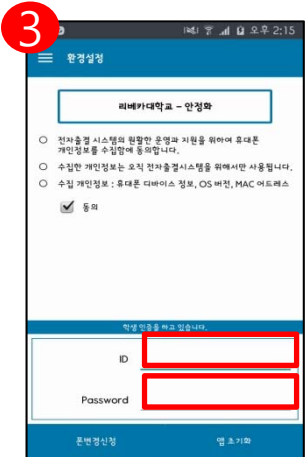 3
오후 2:15
환경설정
리베카대학교 – 안정화
전자출결 시스템의 원활한 운영과 지원을 위하여 휴대폰
개인정보를 수집함에 동의합니다.
수집한 개인정보는 오직 전자출결시스템을 위해서만 사용됩니다.
수집 개인정보 : 휴대폰 디바이스 정보, OS 버전, MAC 어드레스
동의
학생 인증을 하고 있습니다.
ID
Password
폰변경신청 앱 초기화